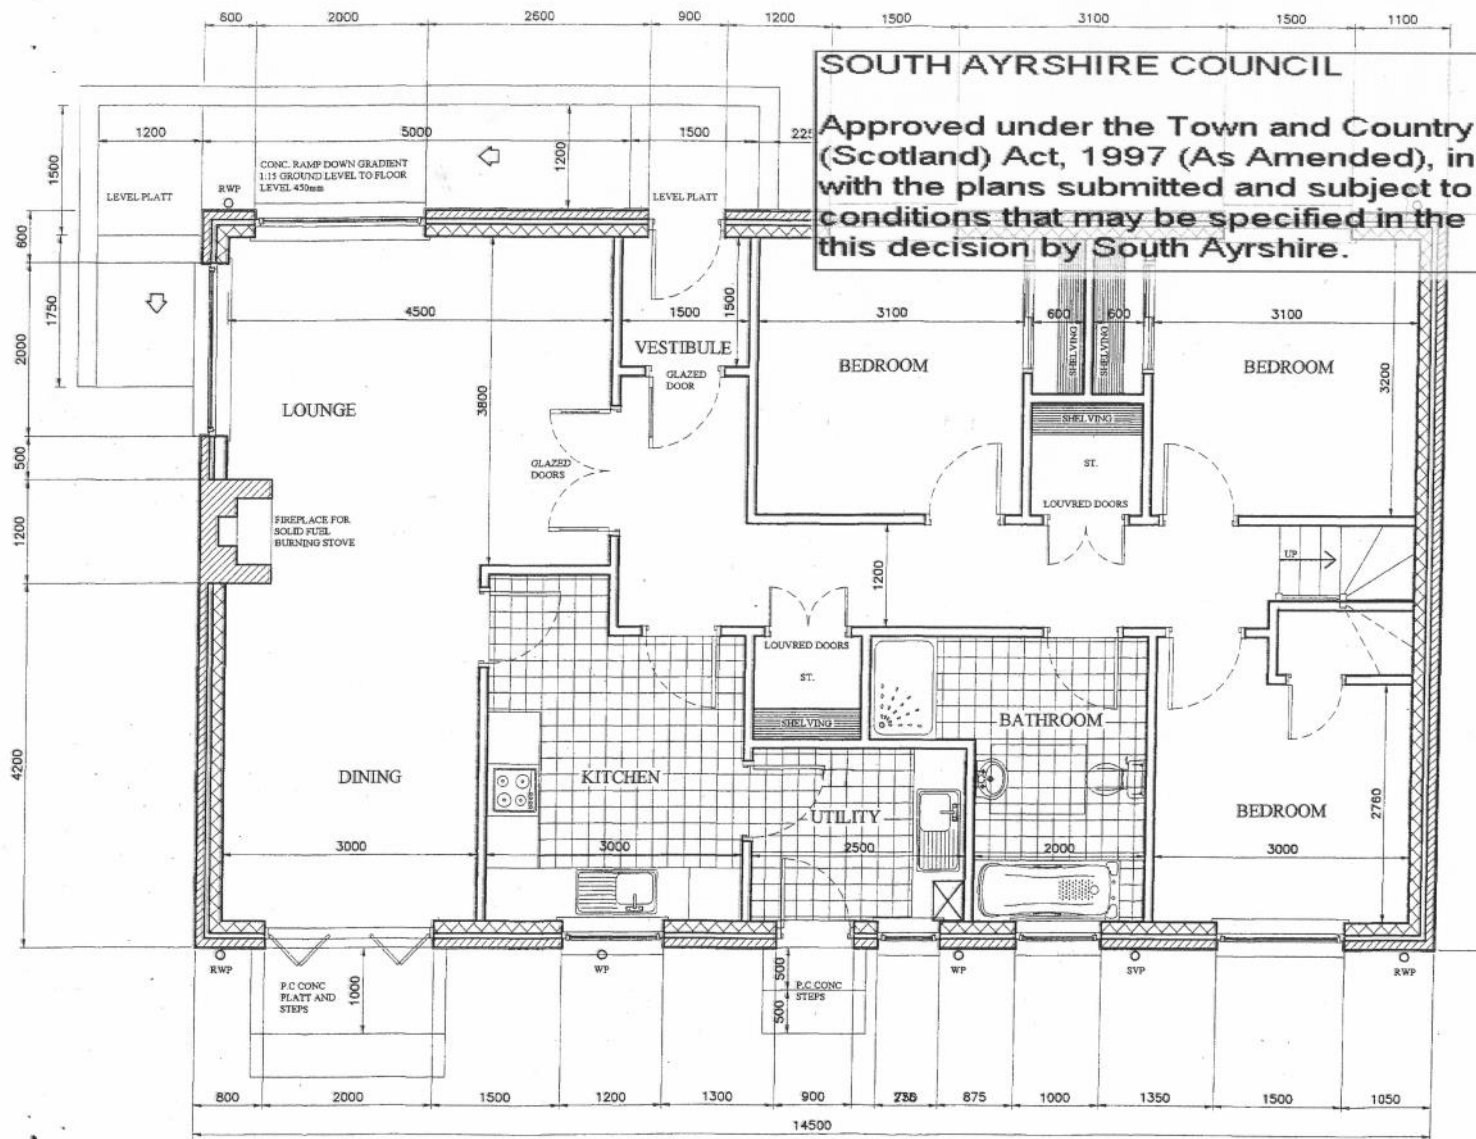 600 2000 2600 900 1200 1500 3100 1500 1100
SOUTH AYRSHIRE COUNCIL
Approved under the Town and Country
(Scotland) Act, 1997 (As Amended), in
with the plans submitted and subject to
conditions that may be specified in the
this decision by South Ayrshire.
1200 5000 1500
1500
1200
CONC. RAMP DOWN GRADIENT
1:15 GROUND LEVEL TO FLOOR
LEVEL 450mm
LEVEL PLATT
RWP
LEVEL PLATT
600
1750
2000
500
1200
4200
4500
1500
1500
3100
600
600
3100
VESTIBULE
GLAZED
DOOR
BEDROOM
SHELVING
SHELVING
BEDROOM
3200
LOUNGE
3800
SHELVING
ST.
LOUVRED DOORS
GLAZED
DOORS
FIREPLACE FOR
SOLID FUEL
BURNING STOVE
1200
UP
LOUVRED DOORS
ST.
SHELVING
BATHROOM
DINING
KITCHEN
UTILITY
BEDROOM
2760
3000
3000
2500
2000
3000
RWP
WP
WP
SVP
RWP
P.C CONC
PLATT AND
STEPS
1000
500
500
P.C CONC
STEPS
800 2000 1500 1200 1300 900 875 1000 1350 1500 1050
14500